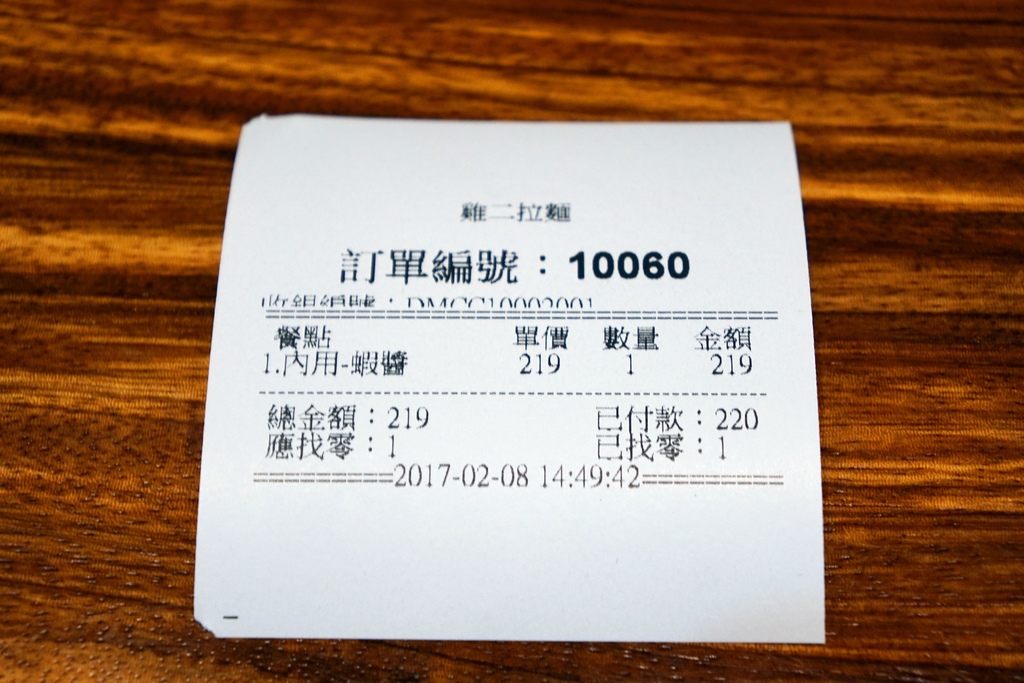 雞二拉麵
訂單編號：10060
餐點 單價 數量 金額
1.內用-蝦醬 219 1 219
總金額：219 已付款：220
應找零：1 已找零：1
2017-02-08 14:49:42